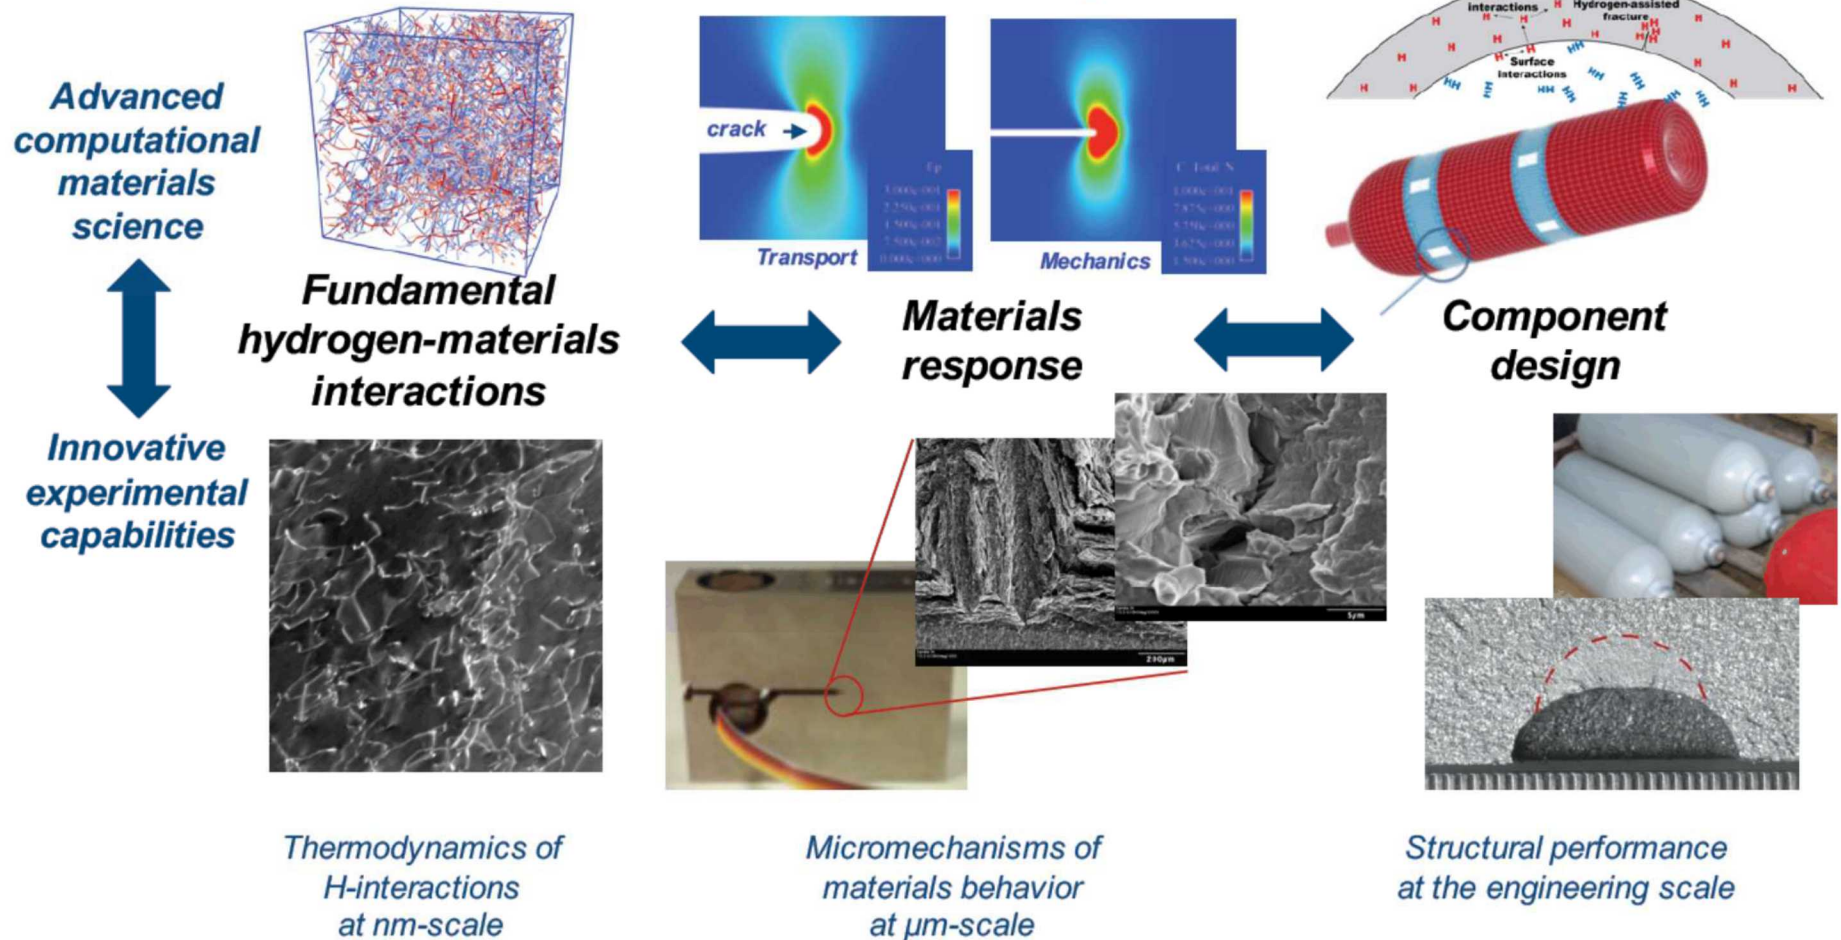 interactions
Hydrogen-assisted
fracture
Surface
interactions
Advanced
computational
materials
science
crack
Transport
Mechanics
Fundamental
hydrogen-materials
interactions
Materials
response
Component
design
Innovative
experimental
capabilities
5µm
200µm
Thermodynamics of
H-interactions
at nm-scale
Micromechanisms of
materials behavior
at µm-scale
Structural performance
at the engineering scale